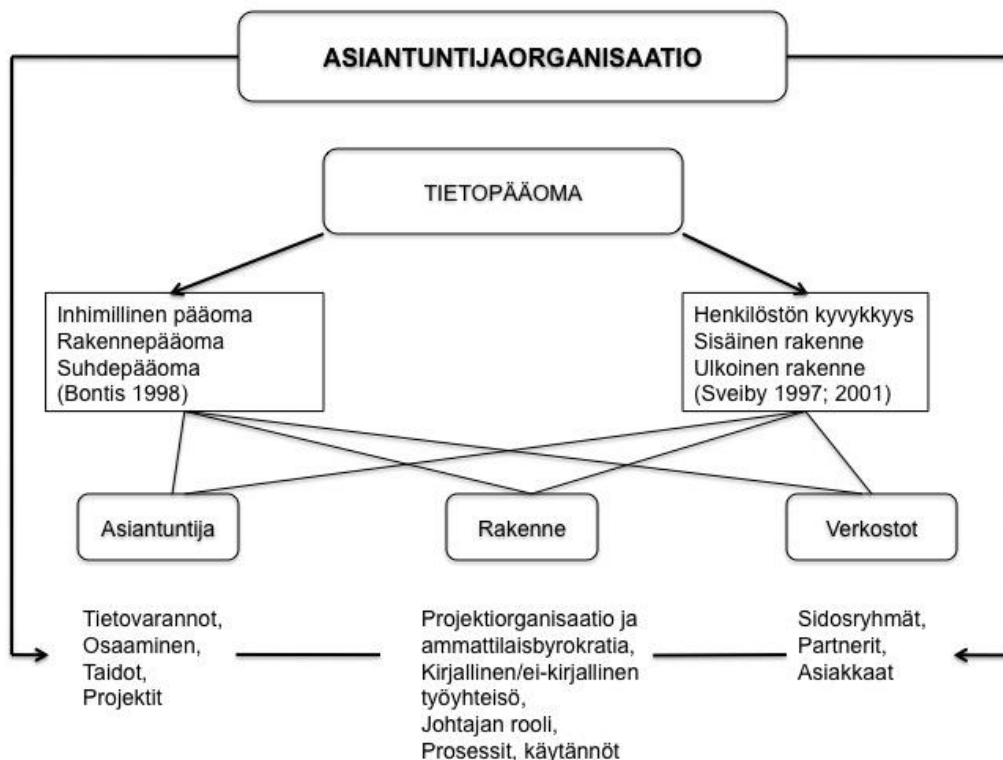 ASIANTUNTIJAORGANISAATIO
TIETOPÄÄOMA
Inhimillinen pääoma
Rakennepääoma
Suhdepääoma
(Bontis 1998)
Henkilöstön kyvykkyys
Sisäinen rakenne
Ulkoinen rakenne
(Sveiby 1997; 2001)
Asiantuntija
Rakenne
Verkostot
Tietovarannot,
Osaaminen,
Taidot,
Projektit
Projektiorganisaatio ja
ammattilaisbyrokratia,
Kirjallinen/ei-kirjallinen
työyhteisö,
Johtajan rooli,
Prosessit, käytännöt
Sidosryhmät,
Partnerit,
Asiakkaat